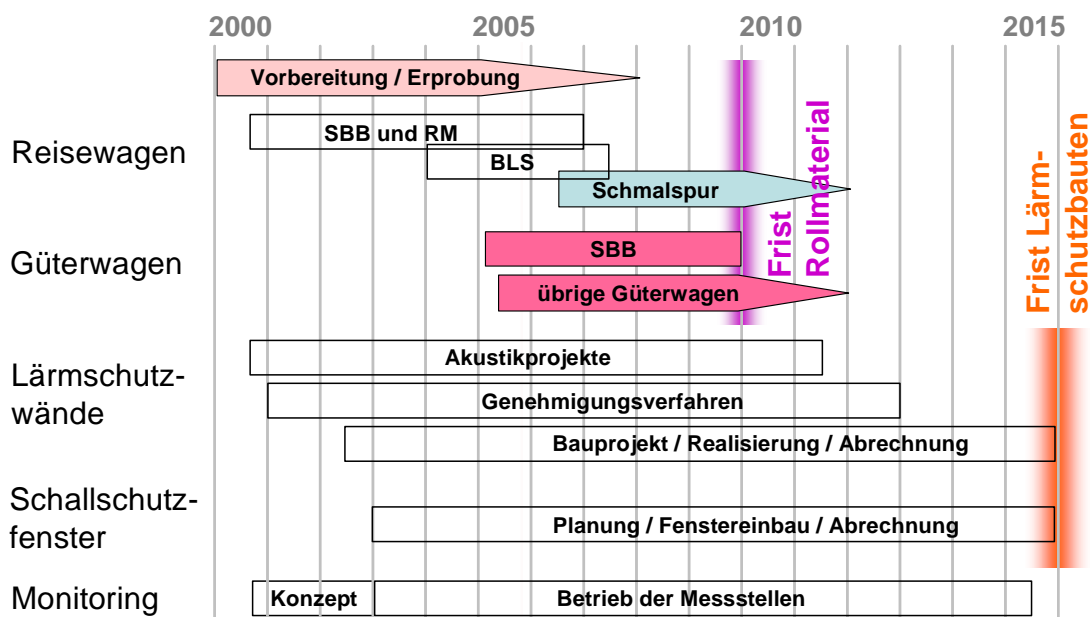 2000 2005 2010 2015
Vorbereitung / Erprobung
Reisewagen
SBB und RM
BLS
Schmalspur
Güterwagen
SBB
übrige Güterwagen
Frist
Rollmaterial
Frist Lärm-
schutzbauten
Lärmschutz-
wände
Akustikprojekte
Genehmigungsverfahren
Bauprojekt / Realisierung / Abrechnung
Schallschutz-
fenster
Planung / Fenstereinbau / Abrechnung
Monitoring
Konzept
Betrieb der Messstellen